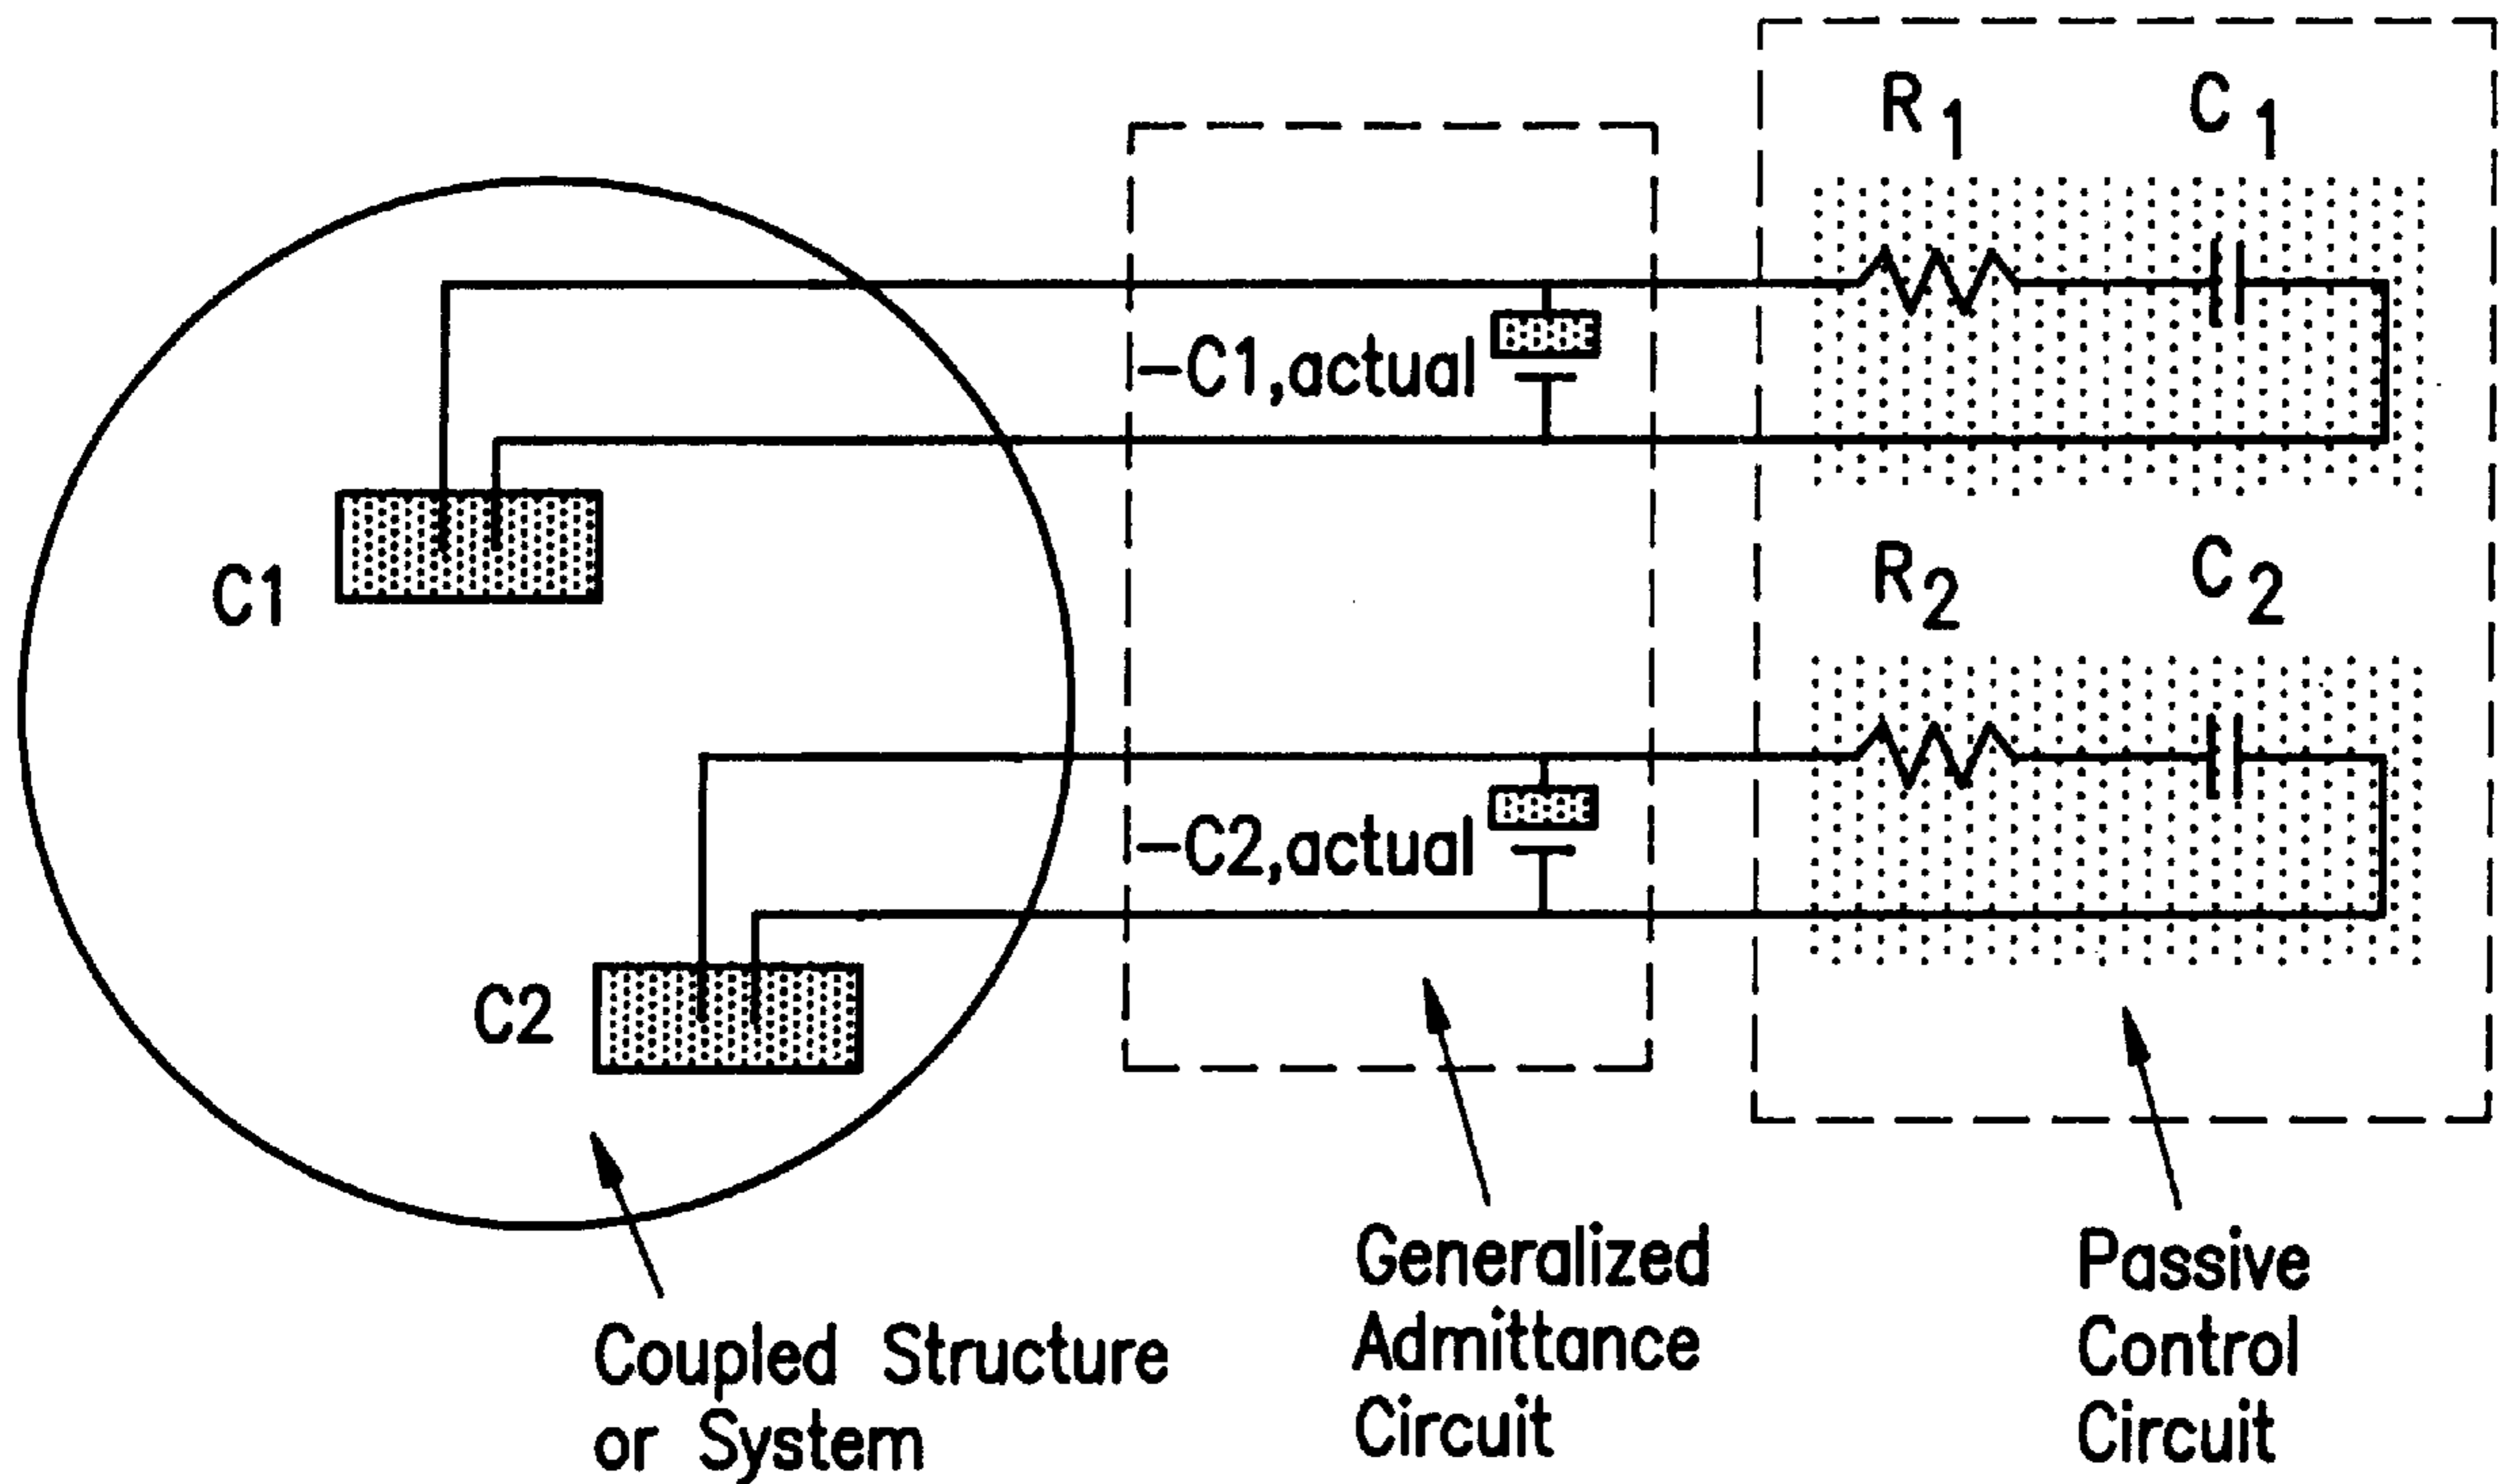 R1 C1
-C1,actual
C1
R2 C2
-C2,actual
C2
Coupled Structure
or System
Generalized
Admittance
Circuit
Passive
Control
Circuit